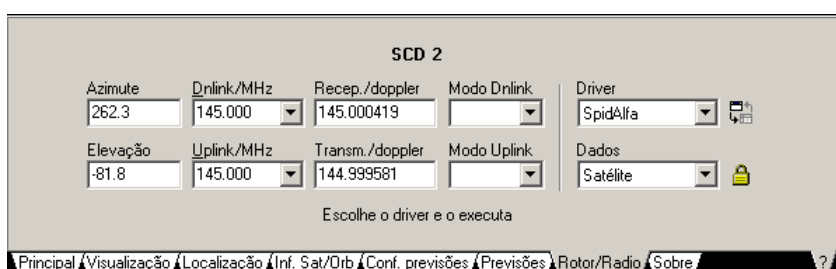 SCD 2
Azimute Dnlink/MHz Recep./doppler Modo Dnlink Driver
262.3 145.000 145.000419 SpidAlfa
Elevação Uplink/MHz Transm./doppler Modo Uplink Dados
-81.8 145.000 144.999581 Satélite
Escolhe o driver e o executa
Principal Visualização Localização Inf. Sat/Orb Conf. previsões Previsões Rotor/Radio Sobre ?